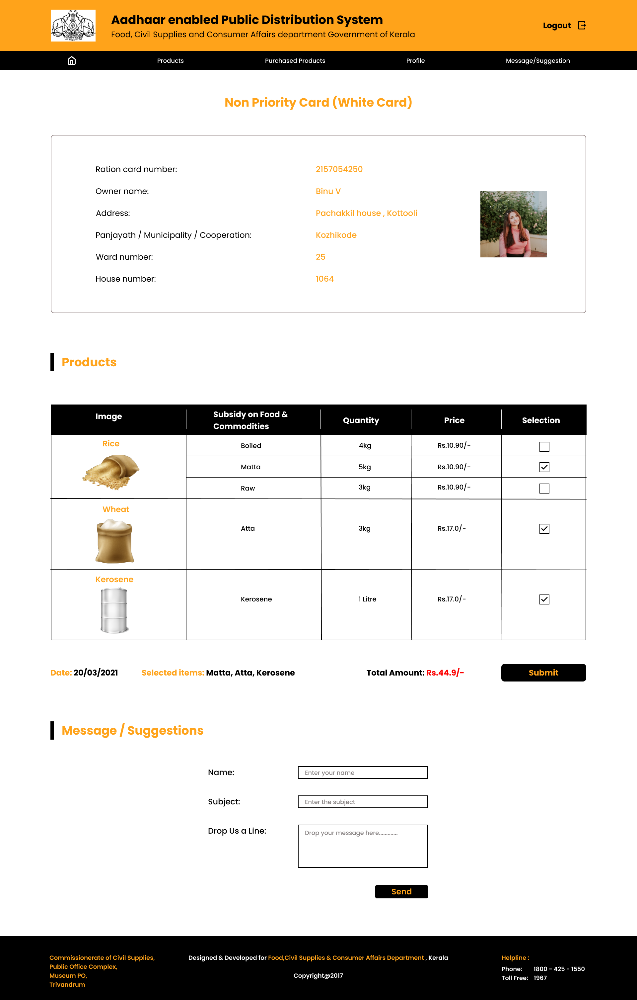 Aadhaar enabled Public Distribution System
Food, Civil Supplies and Consumer Affairs department Government of Kerala
Logout
Products
Purchased Products
Profile
Message/Suggestion
Non Priority Card (White Card)
Ration card number:
2157054250
Owner name:
Binu V
Address:
Pachakkil house , Kottooli
Panjayath / Municipality / Cooperation:
Kozhikode
Ward number:
25
House number:
1064
Products
Image
Subsidy on Food &
Commodities
Quantity
Price
Selection
Rice
Boiled
4kg
Rs.10.90/-
Matta
5kg
Rs.10.90/-
Raw
3kg
Rs.10.90/-
Wheat
Atta
3kg
Rs.17.0/-
Kerosene
Kerosene
1 Litre
Rs.17.0/-
Date: 20/03/2021
Selected items: Matta, Atta, Kerosene
Total Amount: Rs.44.9/-
Submit
Message / Suggestions
Name:
Enter your name
Subject:
Enter the subject
Drop Us a Line:
Drop your message here.............
Send
Commissionerate of Civil Supplies,
Public Office Complex,
Museum PO,
Trivandrum
Designed & Developed for Food,Civil Supplies & Consumer Affairs Department , Kerala
Copyright@2017
Helpline :
Phone: 1800 - 425 - 1550
Toll Free: 1967